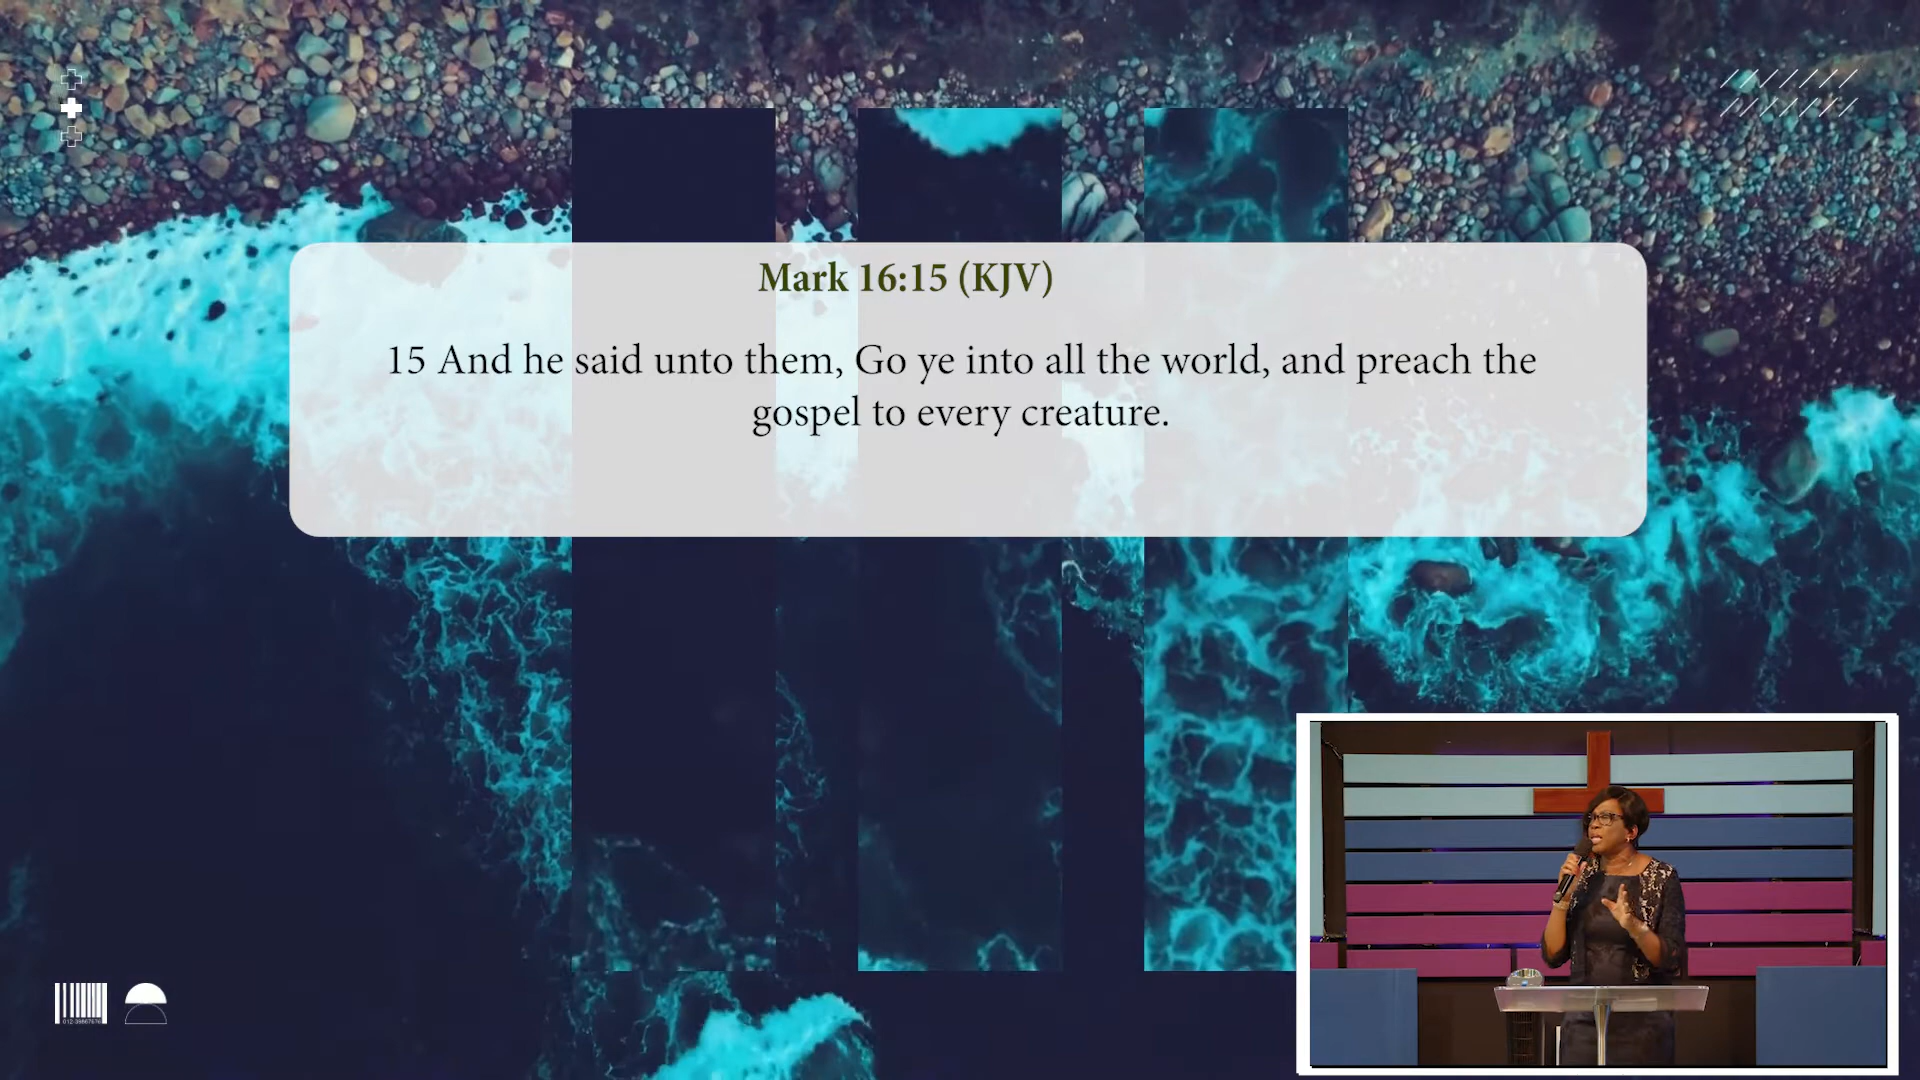 Mark 16:15 (KJV)
15 And he said unto them, Go ye into all the world, and preach the
gospel to every creature.